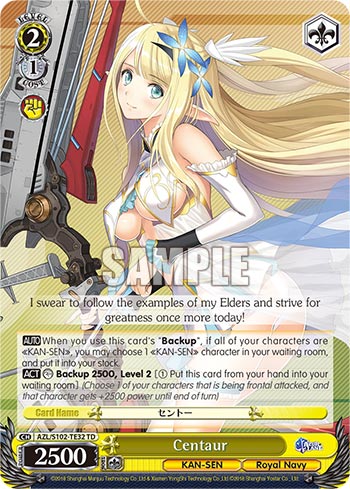 LEVEL
2
1
COST
SAMPLE
I swear to follow the examples of my Elders and strive for
greatness once more today!
AUTO When you use this card's "Backup", if all of your characters are
«KAN-SEN», you may choose 1 «KAN-SEN» character in your waiting
room, and put it into your stock.
ACT Backup 2500, Level 2 [① Put this card from your hand into your
waiting room] (Choose 1 of your characters that is being frontal attacked, and
that character gets +2500 power until end of turn)
Card Name
セントー
CH AZL/S102-TE32 TD
Centaur
2500
KAN-SEN
Royal Navy